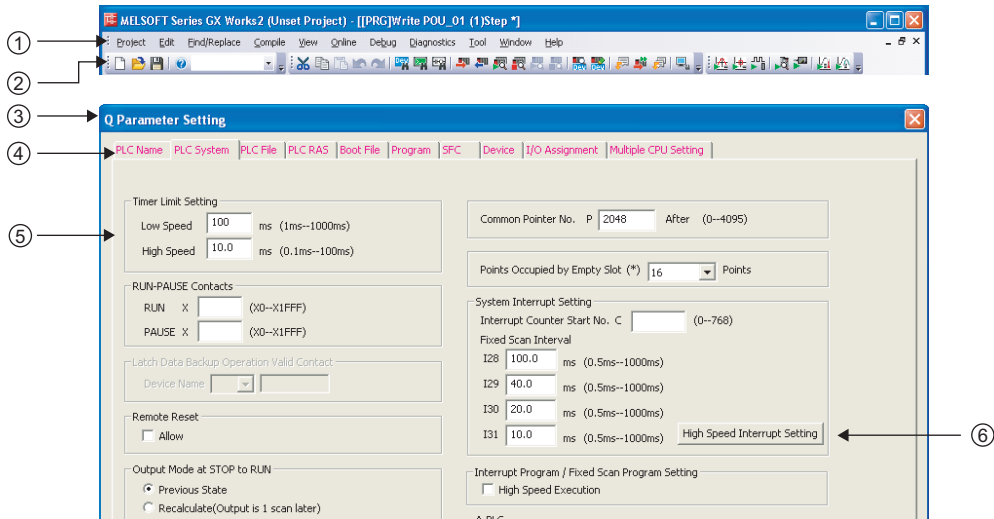 MELSOFT Series GX Works2 (Unset Project) - [[PRG]Write POU_01 (1)Step *]
① Project Edit Find/Replace Compile View Online Debug Diagnostics Tool Window Help
②
③ Q Parameter Setting
④ PLC Name PLC System PLC File PLC RAS Boot File Program SFC Device I/O Assignment Multiple CPU Setting
⑤
Timer Limit Setting
Low Speed 100 ms (1ms--1000ms)
High Speed 10.0 ms (0.1ms--100ms)
RUN-PAUSE Contacts
RUN X (X0--X1FFF)
PAUSE X (X0--X1FFF)
Latch Data Backup Operation Valid Contact
Device Name
Remote Reset
Allow
Output Mode at STOP to RUN
Previous State
Recalculate(Output is 1 scan later)
Common Pointer No. P 2048 After (0--4095)
Points Occupied by Empty Slot (*) 16 Points
System Interrupt Setting
Interrupt Counter Start No. C (0--768)
Fixed Scan Interval
I28 100.0 ms (0.5ms--1000ms)
I29 40.0 ms (0.5ms--1000ms)
I30 20.0 ms (0.5ms--1000ms)
I31 10.0 ms (0.5ms--1000ms) High Speed Interrupt Setting
⑥
Interrupt Program / Fixed Scan Program Setting
High Speed Execution